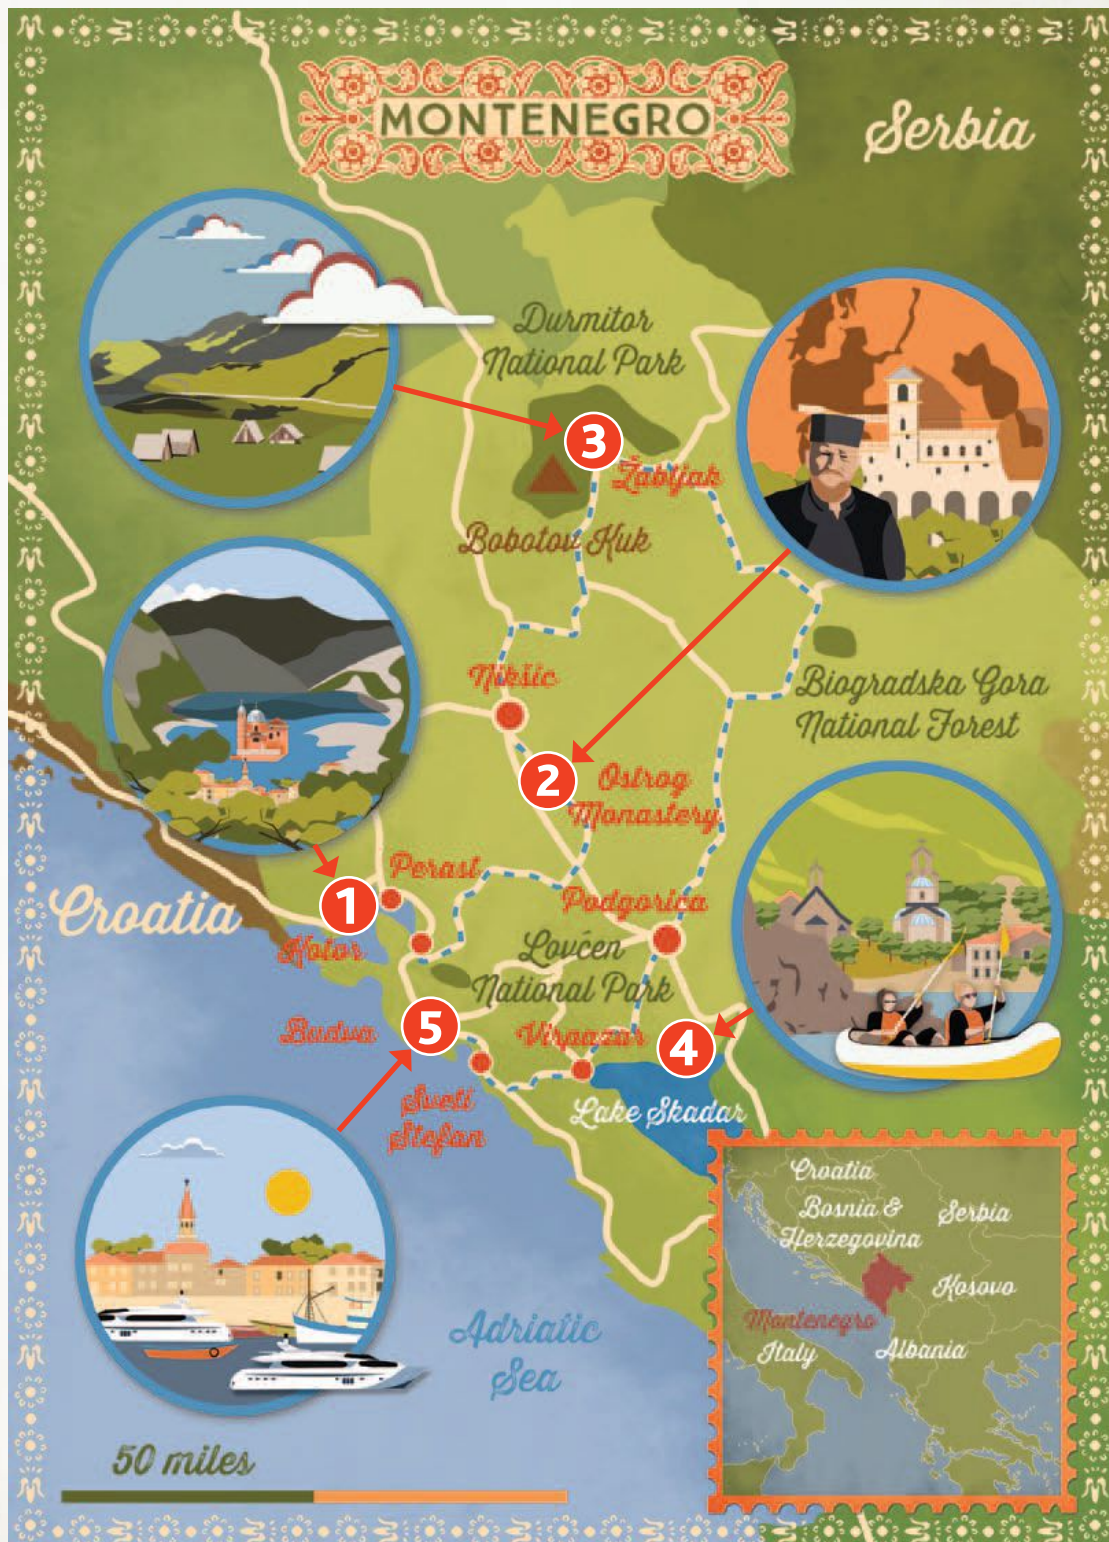 MONTENEGRO
Serbia
Durmitor
National Park
3
Žabljak
Bobotov Kuk
Nikšic
Biogradska Gora
National Forest
2
Ostrog
Monastery
Perast
Croatia
1
Podgorica
Kotor
Lovćen
National Park
5
Budva
Virpazar
4
Sveti
Stefan
Lake Skadar
Croatia
Bosnia &
Herzegovina
Serbia
Kosovo
Montenegro
Italy
Albania
Adriatic
Sea
50 miles